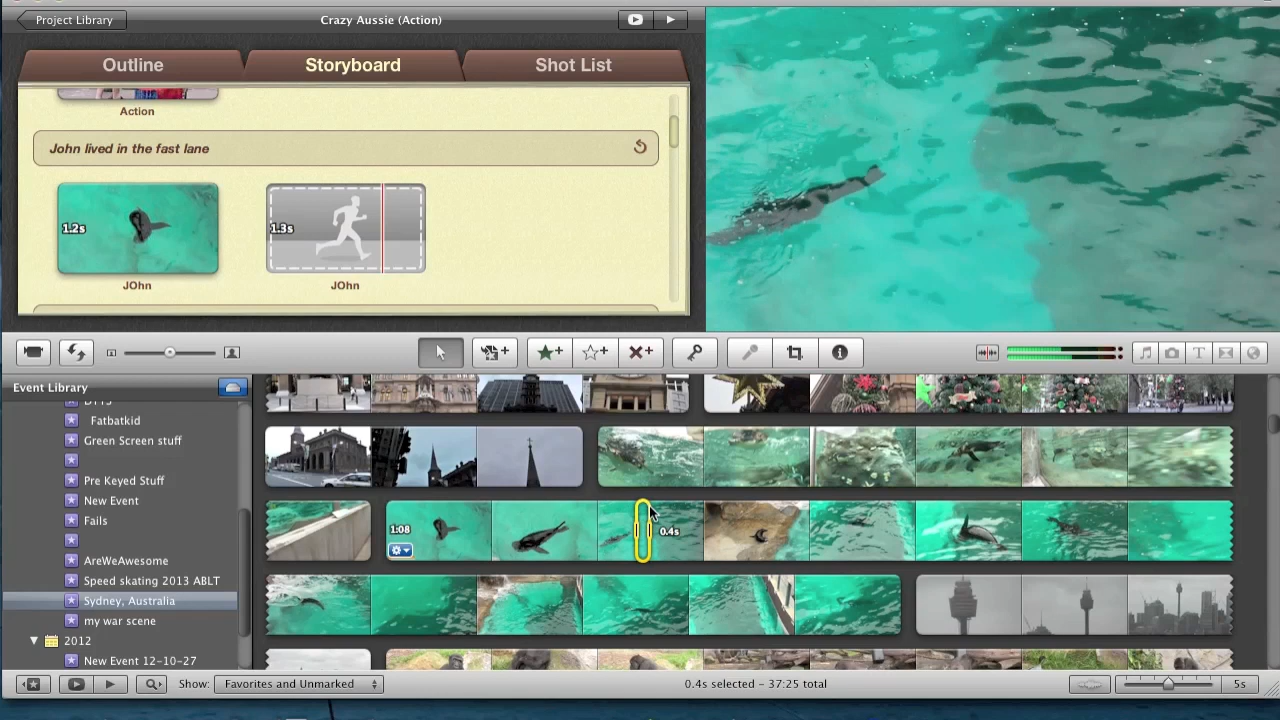 Project Library
Crazy Aussie (Action)
Outline
Storyboard
Shot List
Action
John lived in the fast lane
1.2s
1.3s
JOhn
JOhn
Event Library
Fatbatkid
Green Screen stuff
Pre Keyed Stuff
New Event
Fails
AreWeAwesome
Speed skating 2013 ABLT
Sydney, Australia
my war scene
2012
New Event 12-10-27
1:08
0.4s
Show: Favorites and Unmarked
0.4s selected – 37:25 total
5s